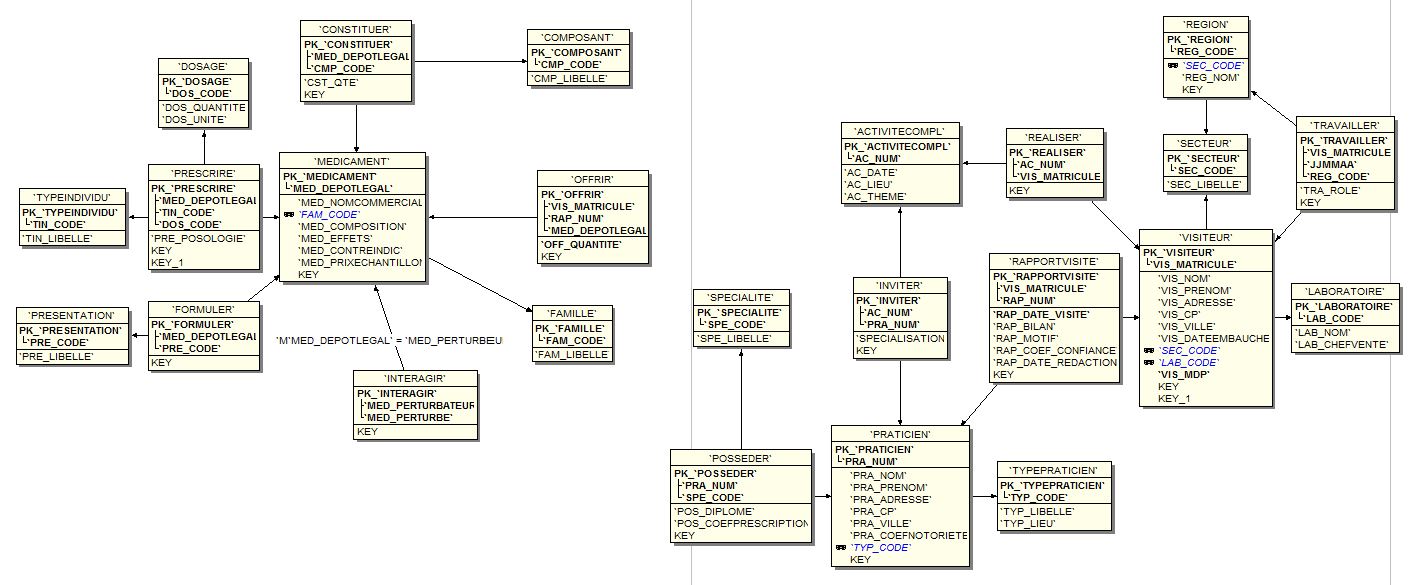 `CONSTITUER`
PK_`CONSTITUER`
`MED_DEPOTLEGAL
`CMP_CODE`
`CST_QTE`
KEY
`COMPOSANT`
PK_`COMPOSANT`
`CMP_CODE`
`CMP_LIBELLE`
`DOSAGE`
PK_`DOSAGE`
`DOS_CODE`
`DOS_QUANTITE
`DOS_UNITE`
`PRESCRIRE`
PK_`PRESCRIRE`
`MED_DEPOTLEGAL
`TIN_CODE`
`DOS_CODE`
`PRE_POSOLOGIE`
KEY
KEY_1
`TYPEINDIVIDU`
PK_`TYPEINDIVIDU`
`TIN_CODE`
`TIN_LIBELLE`
`MEDICAMENT`
PK_`MEDICAMENT`
`MED_DEPOTLEGAL`
`MED_NOMCOMMERCIAL
`FAM_CODE`
`MED_COMPOSITION`
`MED_EFFETS`
`MED_CONTREINDIC`
`MED_PRIXECHANTILLON
KEY
`OFFRIR`
PK_`OFFRIR`
`VIS_MATRICULE`
`RAP_NUM`
`MED_DEPOTLEGAL
`OFF_QUANTITE`
KEY
`PRESENTATION`
PK_`PRESENTATION`
`PRE_CODE`
`PRE_LIBELLE`
`FORMULER`
PK_`FORMULER`
`MED_DEPOTLEGAL
`PRE_CODE`
KEY
`M`MED_DEPOTLEGAL` = `MED_PERTURBEU
`FAMILLE`
PK_`FAMILLE`
`FAM_CODE`
`FAM_LIBELLE
`INTERAGIR`
PK_`INTERAGIR`
`MED_PERTURBATEUR
`MED_PERTURBE`
KEY
`REGION`
PK_`REGION`
`REG_CODE`
`SEC_CODE`
`REG_NOM`
KEY
`ACTIVITECOMPL`
PK_`ACTIVITECOMPL`
`AC_NUM`
`AC_DATE`
`AC_LIEU`
`AC_THEME`
`REALISER`
PK_`REALISER`
`AC_NUM`
`VIS_MATRICULE
KEY
`SECTEUR`
PK_`SECTEUR`
`SEC_CODE`
`SEC_LIBELLE`
`TRAVAILLER`
PK_`TRAVAILLER`
`VIS_MATRICULE
`JJMMAA`
`REG_CODE`
`TRA_ROLE`
KEY
`VISITEUR`
PK_`VISITEUR`
`VIS_MATRICULE`
`VIS_NOM`
`VIS_PRENOM`
`VIS_ADRESSE`
`VIS_CP`
`VIS_VILLE`
`VIS_DATEEMBAUCHE
`SEC_CODE`
`LAB_CODE`
`VIS_MDP`
KEY
KEY_1
`RAPPORTVISITE`
PK_`RAPPORTVISITE
`VIS_MATRICULE`
`RAP_NUM`
`RAP_DATE_VISITE`
`RAP_BILAN`
`RAP_MOTIF`
`RAP_COEF_CONFIANCE
`RAP_DATE_REDACTION
KEY
`LABORATOIRE`
PK_`LABORATOIRE`
`LAB_CODE`
`LAB_NOM`
`LAB_CHEFVENTE`
`SPECIALITE`
PK_`SPECIALITE`
`SPE_CODE`
`SPE_LIBELLE`
`INVITER`
PK_`INVITER`
`AC_NUM`
`PRA_NUM`
`SPECIALISATION
KEY
`POSSEDER`
PK_`POSSEDER`
`PRA_NUM`
`SPE_CODE`
`POS_DIPLOME`
`POS_COEFPRESCRIPTION
KEY
`PRATICIEN`
PK_`PRATICIEN`
`PRA_NUM`
`PRA_NOM`
`PRA_PRENOM`
`PRA_ADRESSE`
`PRA_CP`
`PRA_VILLE`
`PRA_COEFNOTORIETE
`TYP_CODE`
KEY
`TYPEPRATICIEN`
PK_`TYPEPRATICIEN`
`TYP_CODE`
`TYP_LIBELLE`
`TYP_LIEU`